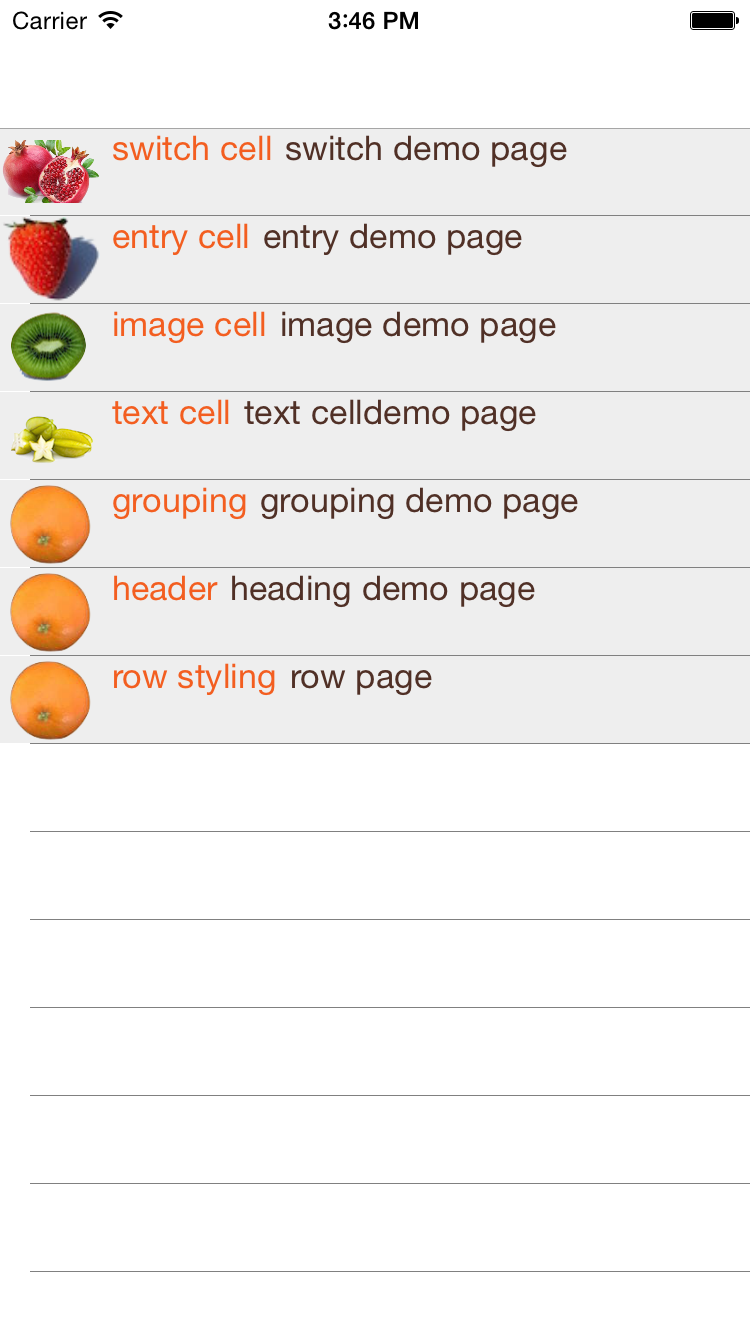 Carrier 3:46 PM
switch cell switch demo page
entry cell entry demo page
image cell image demo page
text cell text celldemo page
grouping grouping demo page
header heading demo page
row styling row page